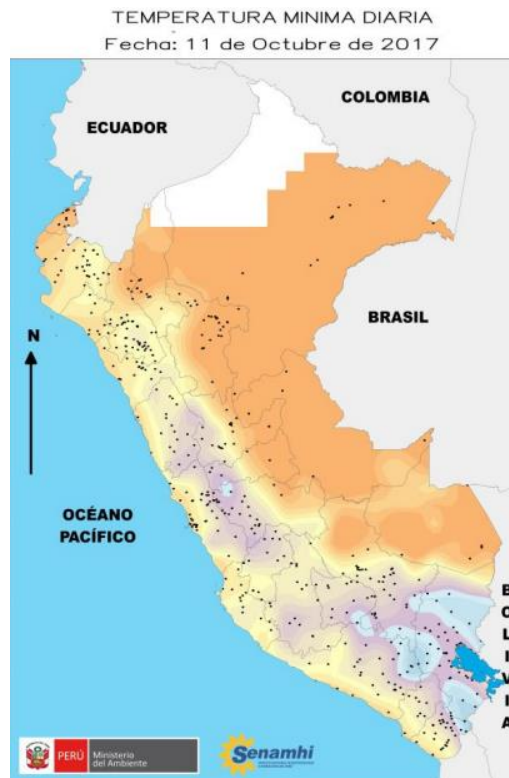 TEMPERATURA MINIMA DIARIA
Fecha: 11 de Octubre de 2017
COLOMBIA
ECUADOR
BRASIL
N
OCÉANO
PACÍFICO
BOLIVIA
PERÚ
Ministerio
del Ambiente
Senamhi